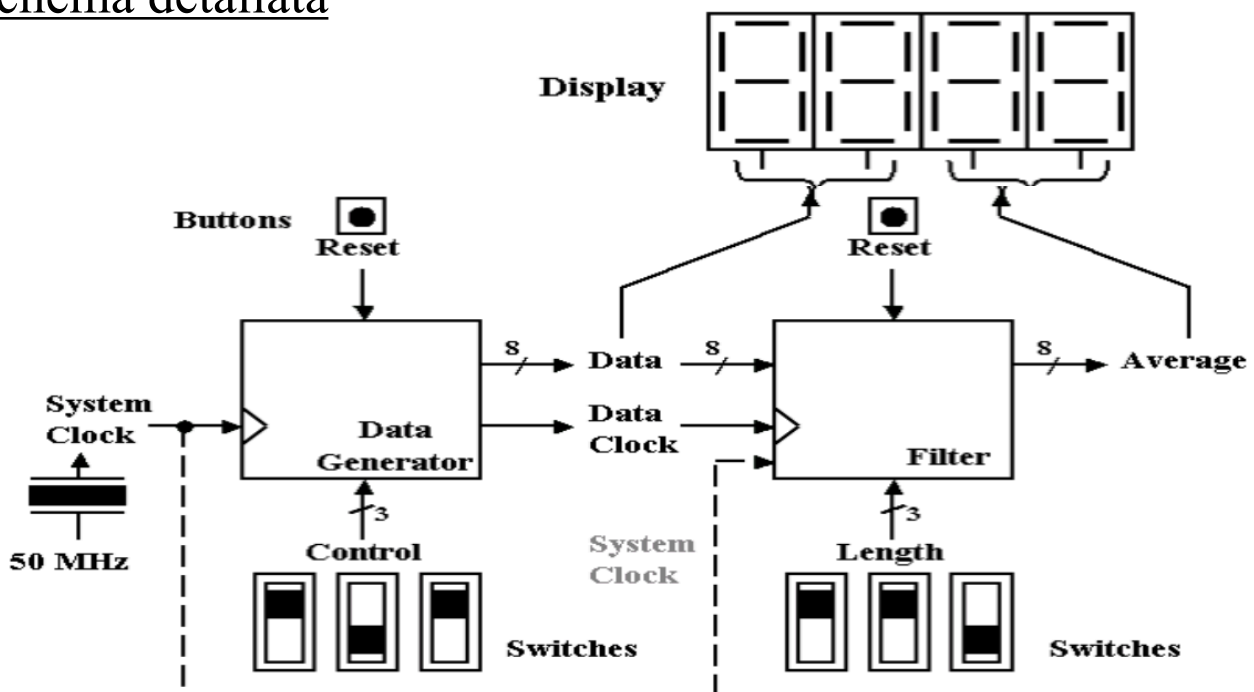 schema detaliata
Display
Buttons
Reset
Reset
8
Data
8
8
Average
System
Clock
Data
Clock
Data
Generator
Filter
50 MHz
3
Control
System
Clock
3
Length
Switches
Switches